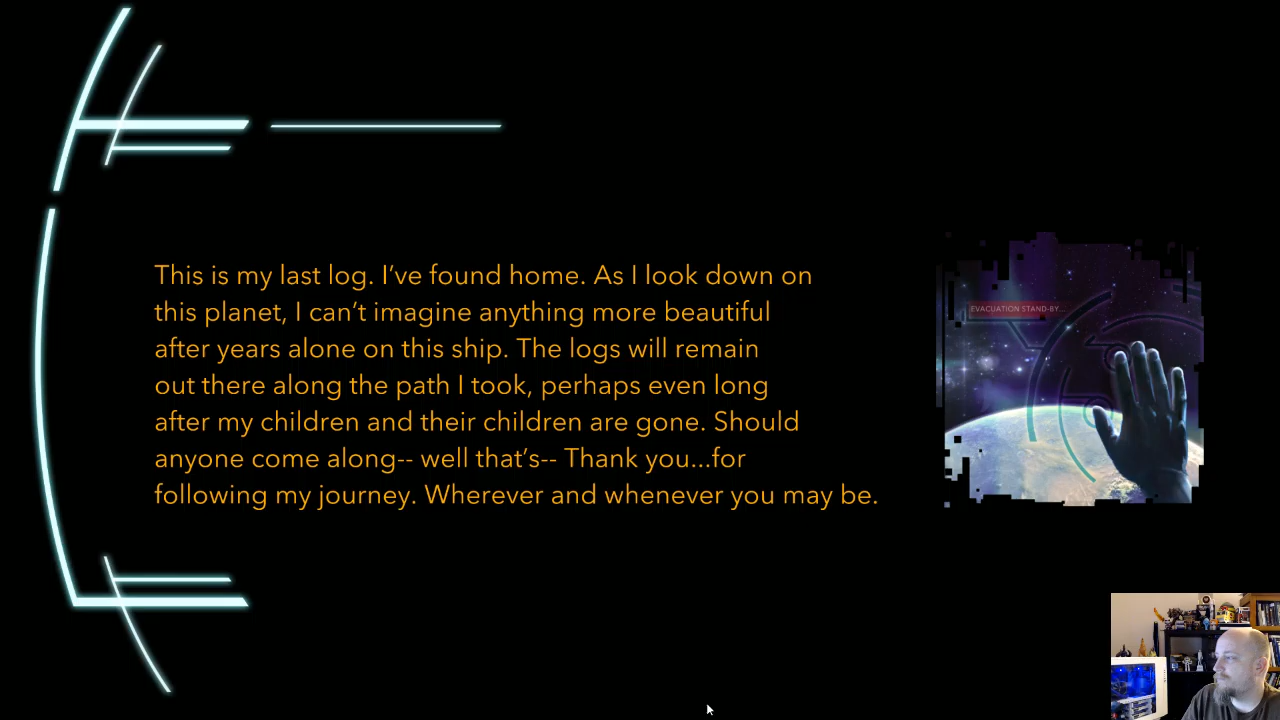 EVACUATION STAND-BY...
This is my last log. I’ve found home. As I look down on
this planet, I can’t imagine anything more beautiful
after years alone on this ship. The logs will remain
out there along the path I took, perhaps even long
after my children and their children are gone. Should
anyone come along-- well that’s-- Thank you...for
following my journey. Wherever and whenever you may be.